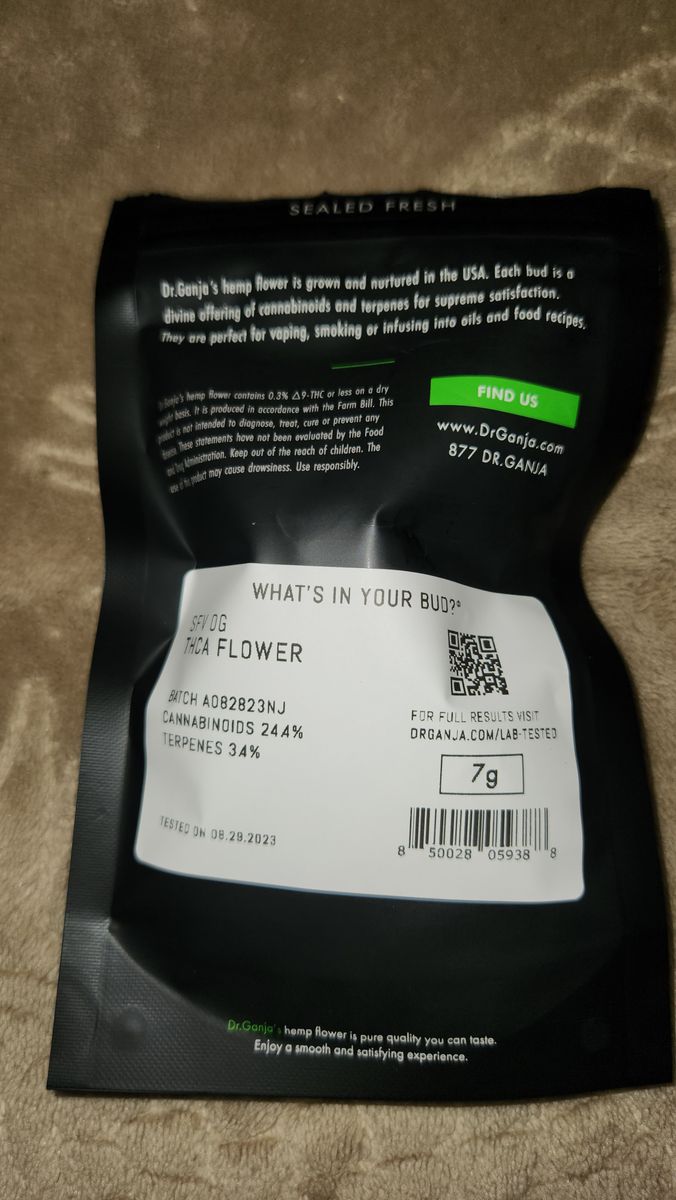 SEALED FRESH
Dr.Ganja's hemp flower is grown and nurtured in the USA. Each bud is a
divine offering of cannabinoids and terpenes for supreme satisfaction.
They are perfect for vaping, smoking or infusing into oils and food recipes.
Dr.Ganja's hemp flower contains 0.3% Δ9-THC or less on a dry
weight basis. It is produced in accordance with the Farm Bill. This
product is not intended to diagnose, treat, cure or prevent any
disease. These statements have not been evaluated by the Food
and Drug Administration. Keep out of the reach of children. The
use of this product may cause drowsiness. Use responsibly.
FIND US
www.DrGanja.com
877 DR.GANJA
WHAT'S IN YOUR BUD?
SFV OG
THCA FLOWER
BATCH A082823NJ
CANNABINOIDS 24.4%
TERPENES 3.4%
TESTED ON 08.29.2023
FOR FULL RESULTS VISIT
DRGANJA.COM/LAB-TESTED
7g
8 50028 05938 8
Dr.Ganja's hemp flower is pure quality you can taste.
Enjoy a smooth and satisfying experience.